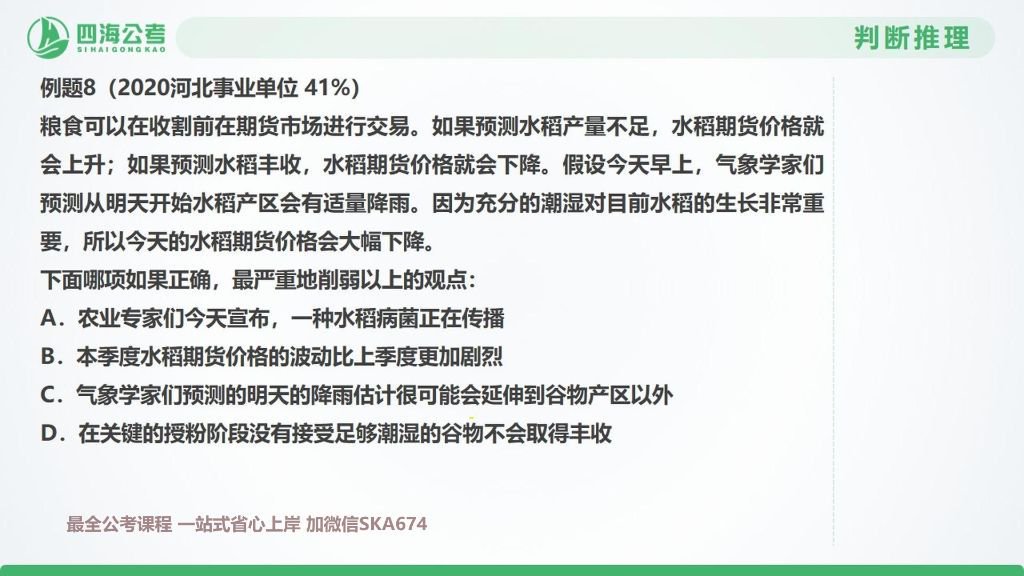 四海公考
SIHAIGONGKAO
判断推理
例题8（2020河北事业单位 41%）
粮食可以在收割前在期货市场进行交易。如果预测水稻产量不足，水稻期货价格就
会上升；如果预测水稻丰收，水稻期货价格就会下降。假设今天早上，气象学家们
预测从明天开始水稻产区会有适量降雨。因为充分的潮湿对目前水稻的生长非常重
要，所以今天的水稻期货价格会大幅下降。
下面哪项如果正确，最严重地削弱以上的观点：
A．农业专家们今天宣布，一种水稻病菌正在传播
B．本季度水稻期货价格的波动比上季度更加剧烈
C．气象学家们预测的明天的降雨估计很可能会延伸到谷物产区以外
D．在关键的授粉阶段没有接受足够潮湿的谷物不会取得丰收
最全公考课程 一站式省心上岸 加微信SKA674